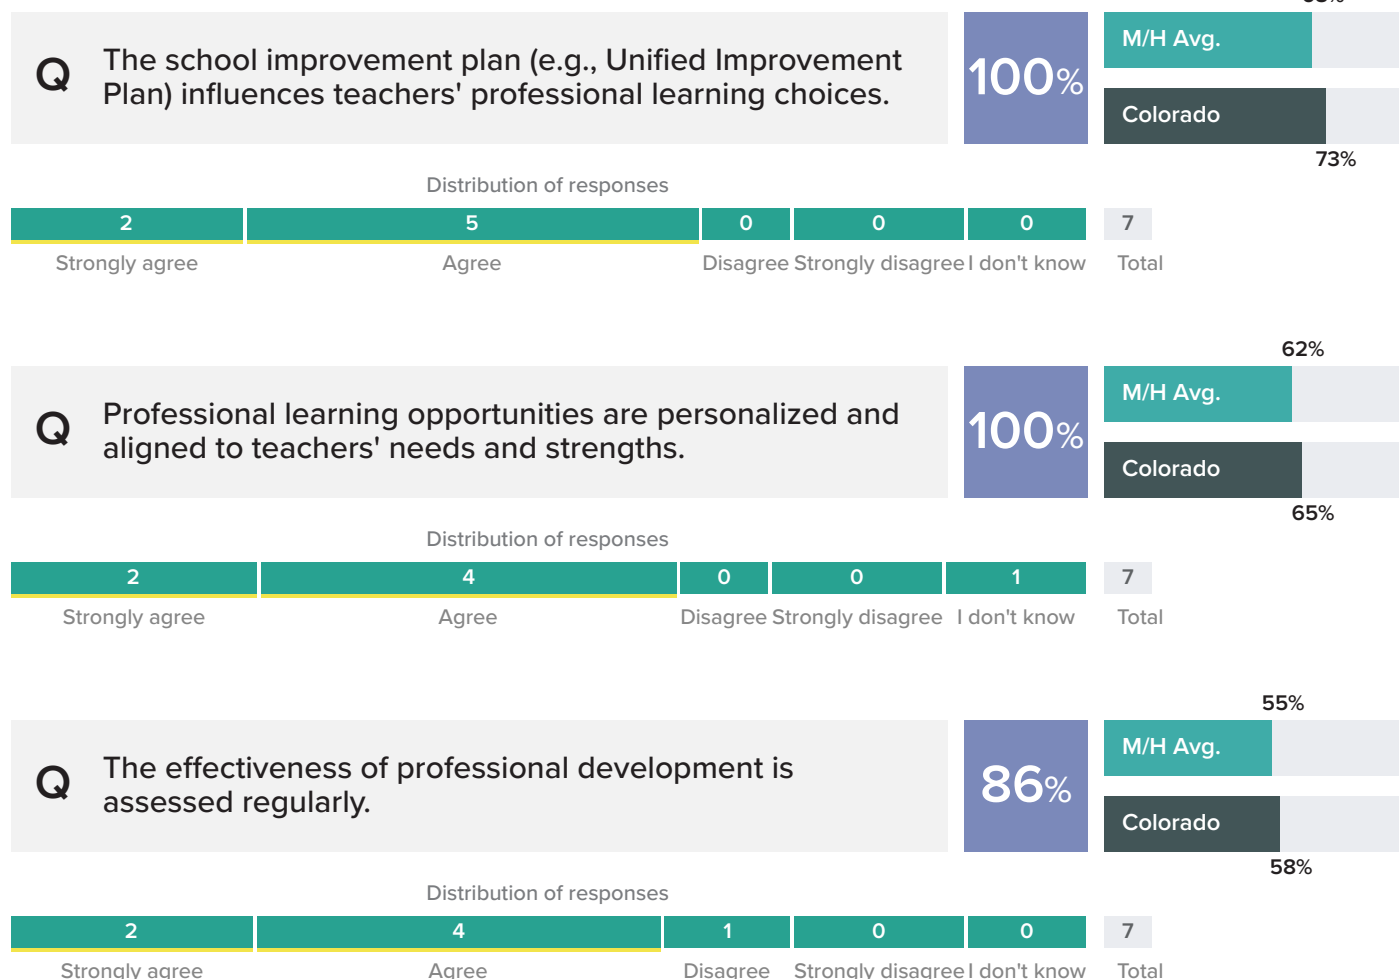 Q
The school improvement plan (e.g., Unified Improvement
Plan) influences teachers' professional learning choices.
100%
M/H Avg.
Colorado
73%
Distribution of responses
2 5 0 0 0 7
Strongly agree Agree Disagree Strongly disagree I don't know Total
62%
Q
Professional learning opportunities are personalized and
aligned to teachers' needs and strengths.
100%
M/H Avg.
Colorado
65%
Distribution of responses
2 4 0 0 1 7
Strongly agree Agree Disagree Strongly disagree I don't know Total
55%
Q
The effectiveness of professional development is
assessed regularly.
86%
M/H Avg.
Colorado
58%
Distribution of responses
2 4 1 0 0 7
Strongly agree Agree Disagree Strongly disagree I don't know Total